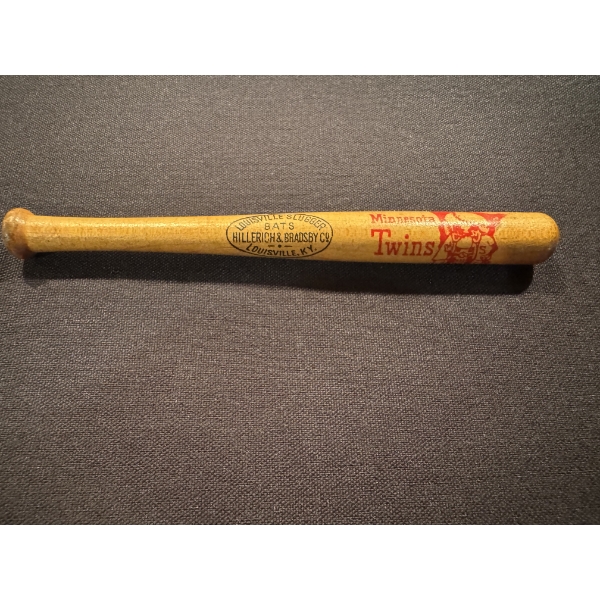 LOUISVILLE SLUGGER
BATS
HILLERICH & BRADSBY CO
LOUISVILLE, KY.
Minnesota
Twins